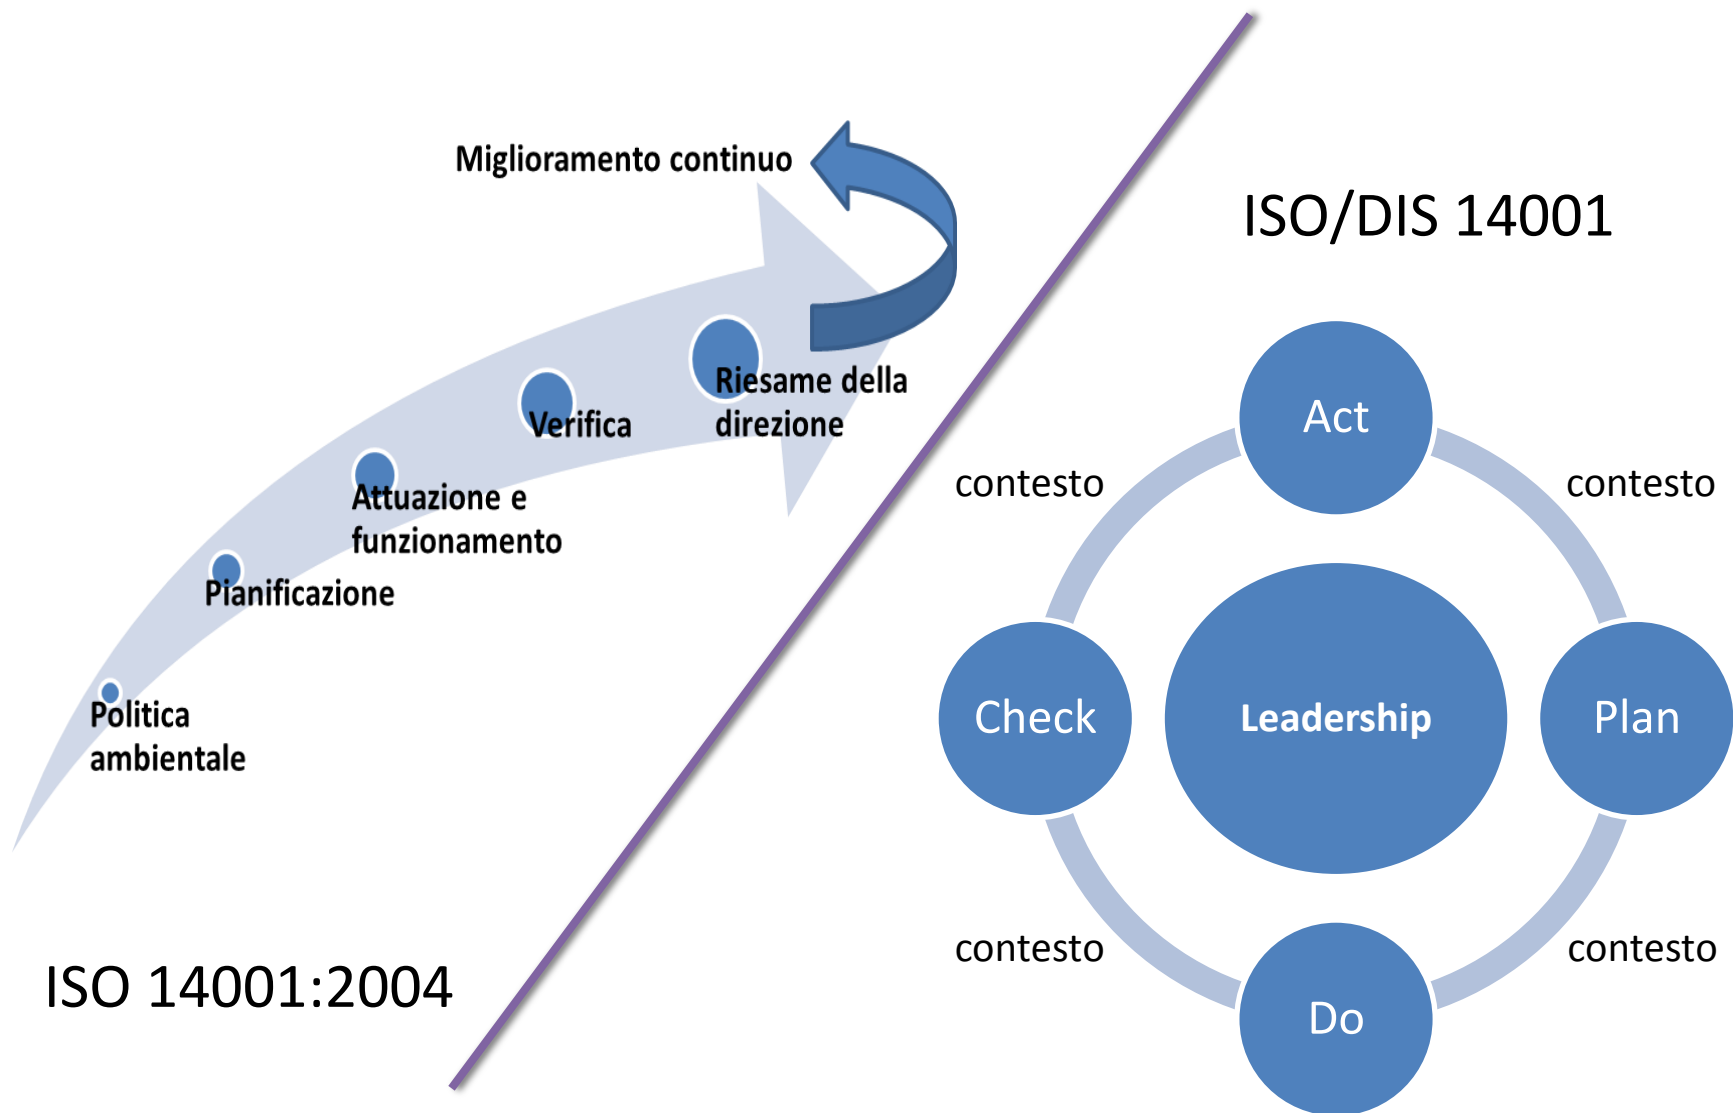 Miglioramento continuo
Riesame della
direzione
Verifica
Attuazione e
funzionamento
Pianificazione
Politica
ambientale
ISO 14001:2004
ISO/DIS 14001
Act
contesto
contesto
Check
Leadership
Plan
contesto
contesto
Do